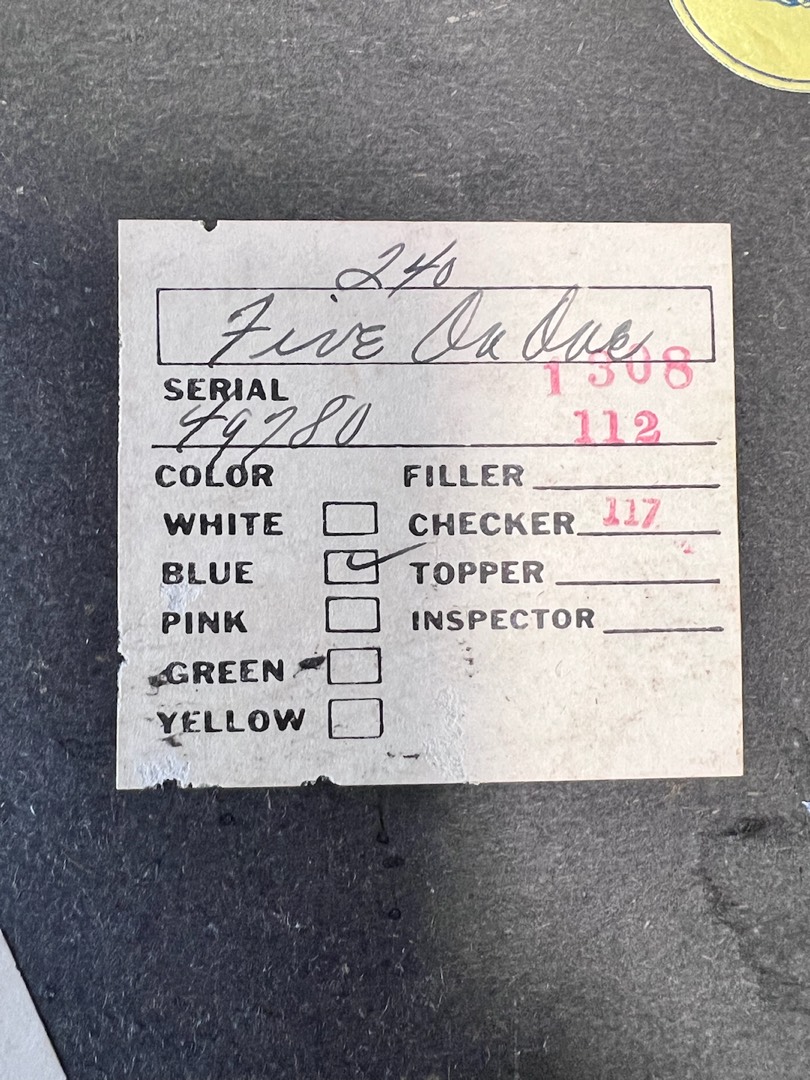 240
Five On One
1308
SERIAL
112
49780
COLOR FILLER
WHITE CHECKER 117
BLUE ✓ TOPPER
PINK INSPECTOR
GREEN
YELLOW